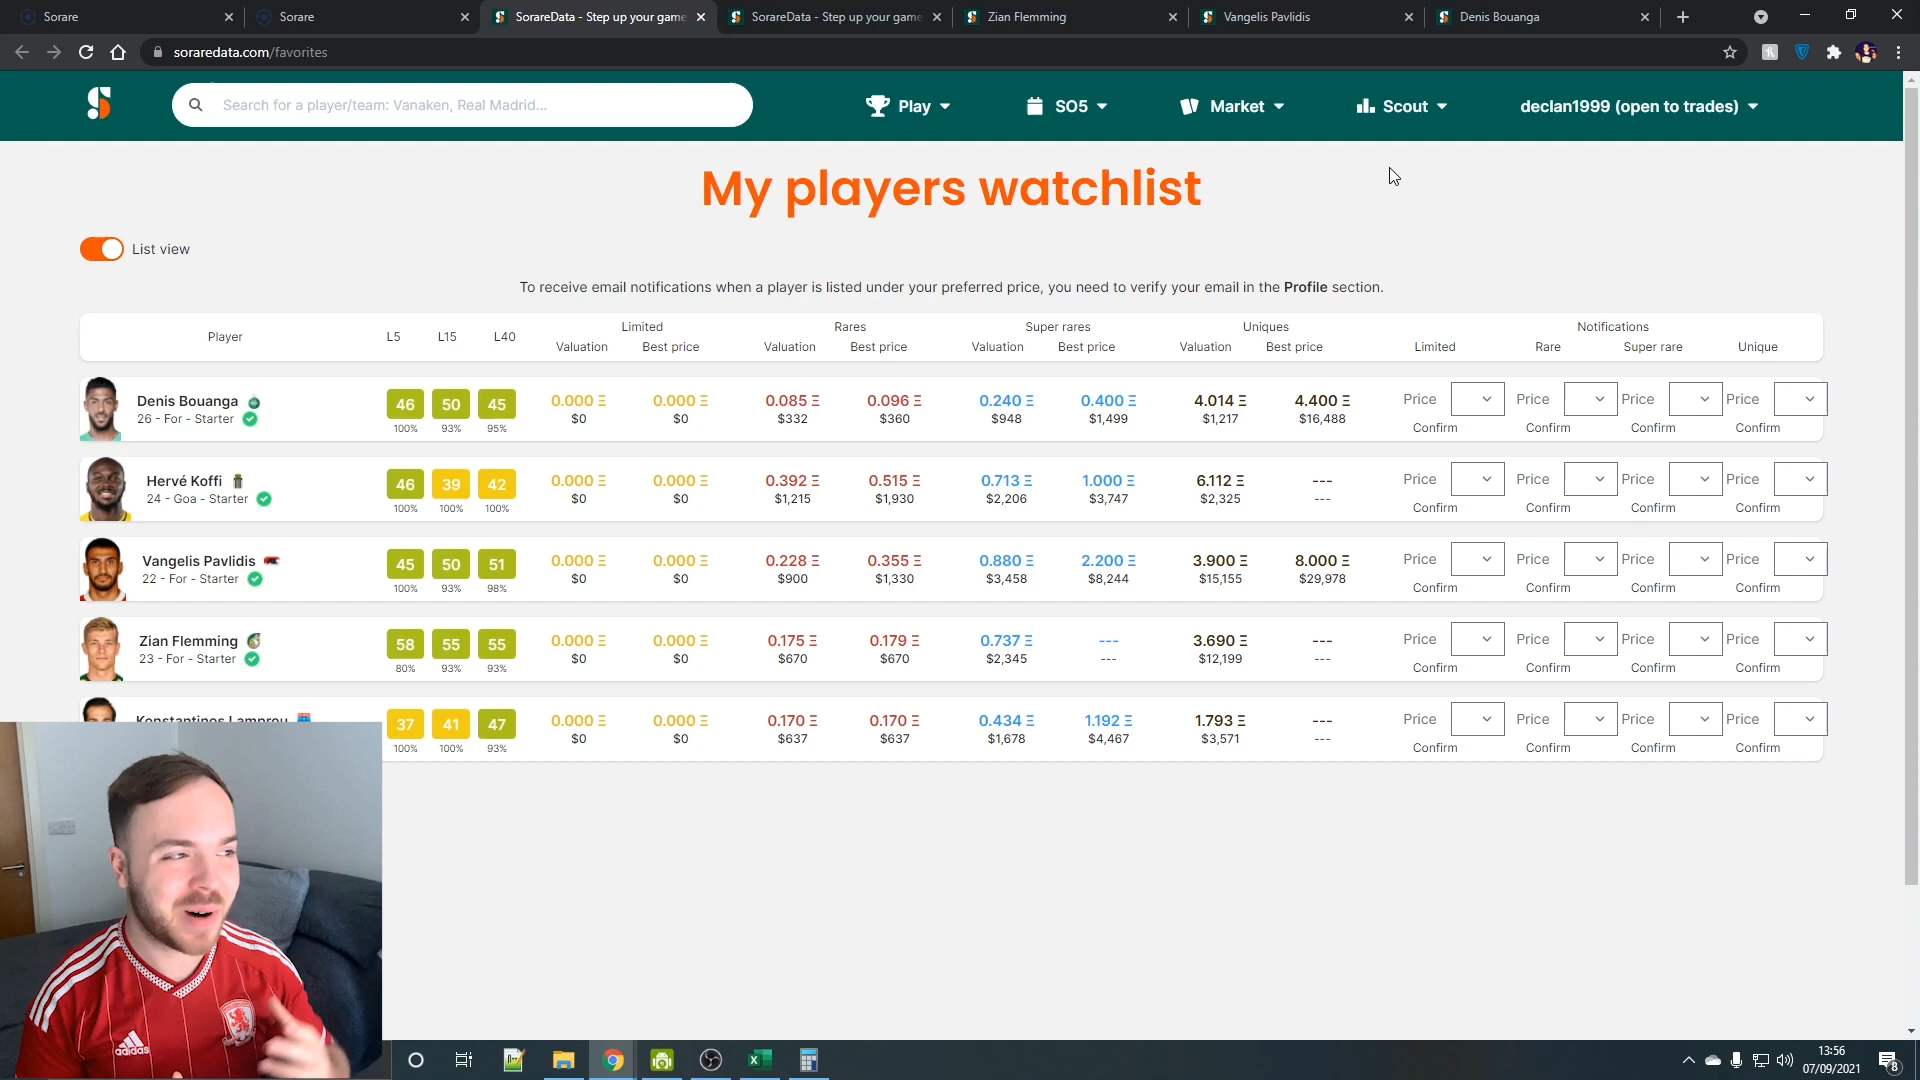 Sorare
Sorare
SorareData - Step up your game
SorareData - Step up your game
Zian Flemming
Vangelis Pavlidis
Denis Bouanga
soraredata.com/favorites
Search for a player/team: Vanaken, Real Madrid...
Play
SO5
Market
Scout
declan1999 (open to trades)
My players watchlist
List view
To receive email notifications when a player is listed under your preferred price, you need to verify your email in the Profile section.
Player L5 L15 L40 Limited Rares Super rares Uniques Notifications
Valuation Best price Valuation Best price Valuation Best price Valuation Best price Limited Rare Super rare Unique
Denis Bouanga 46 50 45 0.000 Ξ 0.000 Ξ 0.085 Ξ 0.096 Ξ 0.240 Ξ 0.400 Ξ 4.014 Ξ 4.400 Ξ Price Price Price Price
26 - For - Starter 100% 93% 95% $0 $0 $332 $360 $948 $1,499 $1,217 $16,488 Confirm Confirm Confirm Confirm
Hervé Koffi 46 39 42 0.000 Ξ 0.000 Ξ 0.392 Ξ 0.515 Ξ 0.713 Ξ 1.000 Ξ 6.112 Ξ --- Price Price Price Price
24 - Goa - Starter 100% 100% 100% $0 $0 $1,215 $1,930 $2,206 $3,747 $2,325 --- Confirm Confirm Confirm Confirm
Vangelis Pavlidis 45 50 51 0.000 Ξ 0.000 Ξ 0.228 Ξ 0.355 Ξ 0.880 Ξ 2.200 Ξ 3.900 Ξ 8.000 Ξ Price Price Price Price
22 - For - Starter 100% 93% 98% $0 $0 $900 $1,330 $3,458 $8,244 $15,155 $29,978 Confirm Confirm Confirm Confirm
Zian Flemming 58 55 55 0.000 Ξ 0.000 Ξ 0.175 Ξ 0.179 Ξ 0.737 Ξ --- 3.690 Ξ --- Price Price Price Price
23 - For - Starter 80% 93% 93% $0 $0 $670 $670 $2,345 --- $12,199 --- Confirm Confirm Confirm Confirm
Konstantinos Lamprou 37 41 47 0.000 Ξ 0.000 Ξ 0.170 Ξ 0.170 Ξ 0.434 Ξ 1.192 Ξ 1.793 Ξ --- Price Price Price Price
100% 100% 93% $0 $0 $637 $637 $1,678 $4,467 $3,571 --- Confirm Confirm Confirm Confirm
adidas
13:56
07/09/2021
8